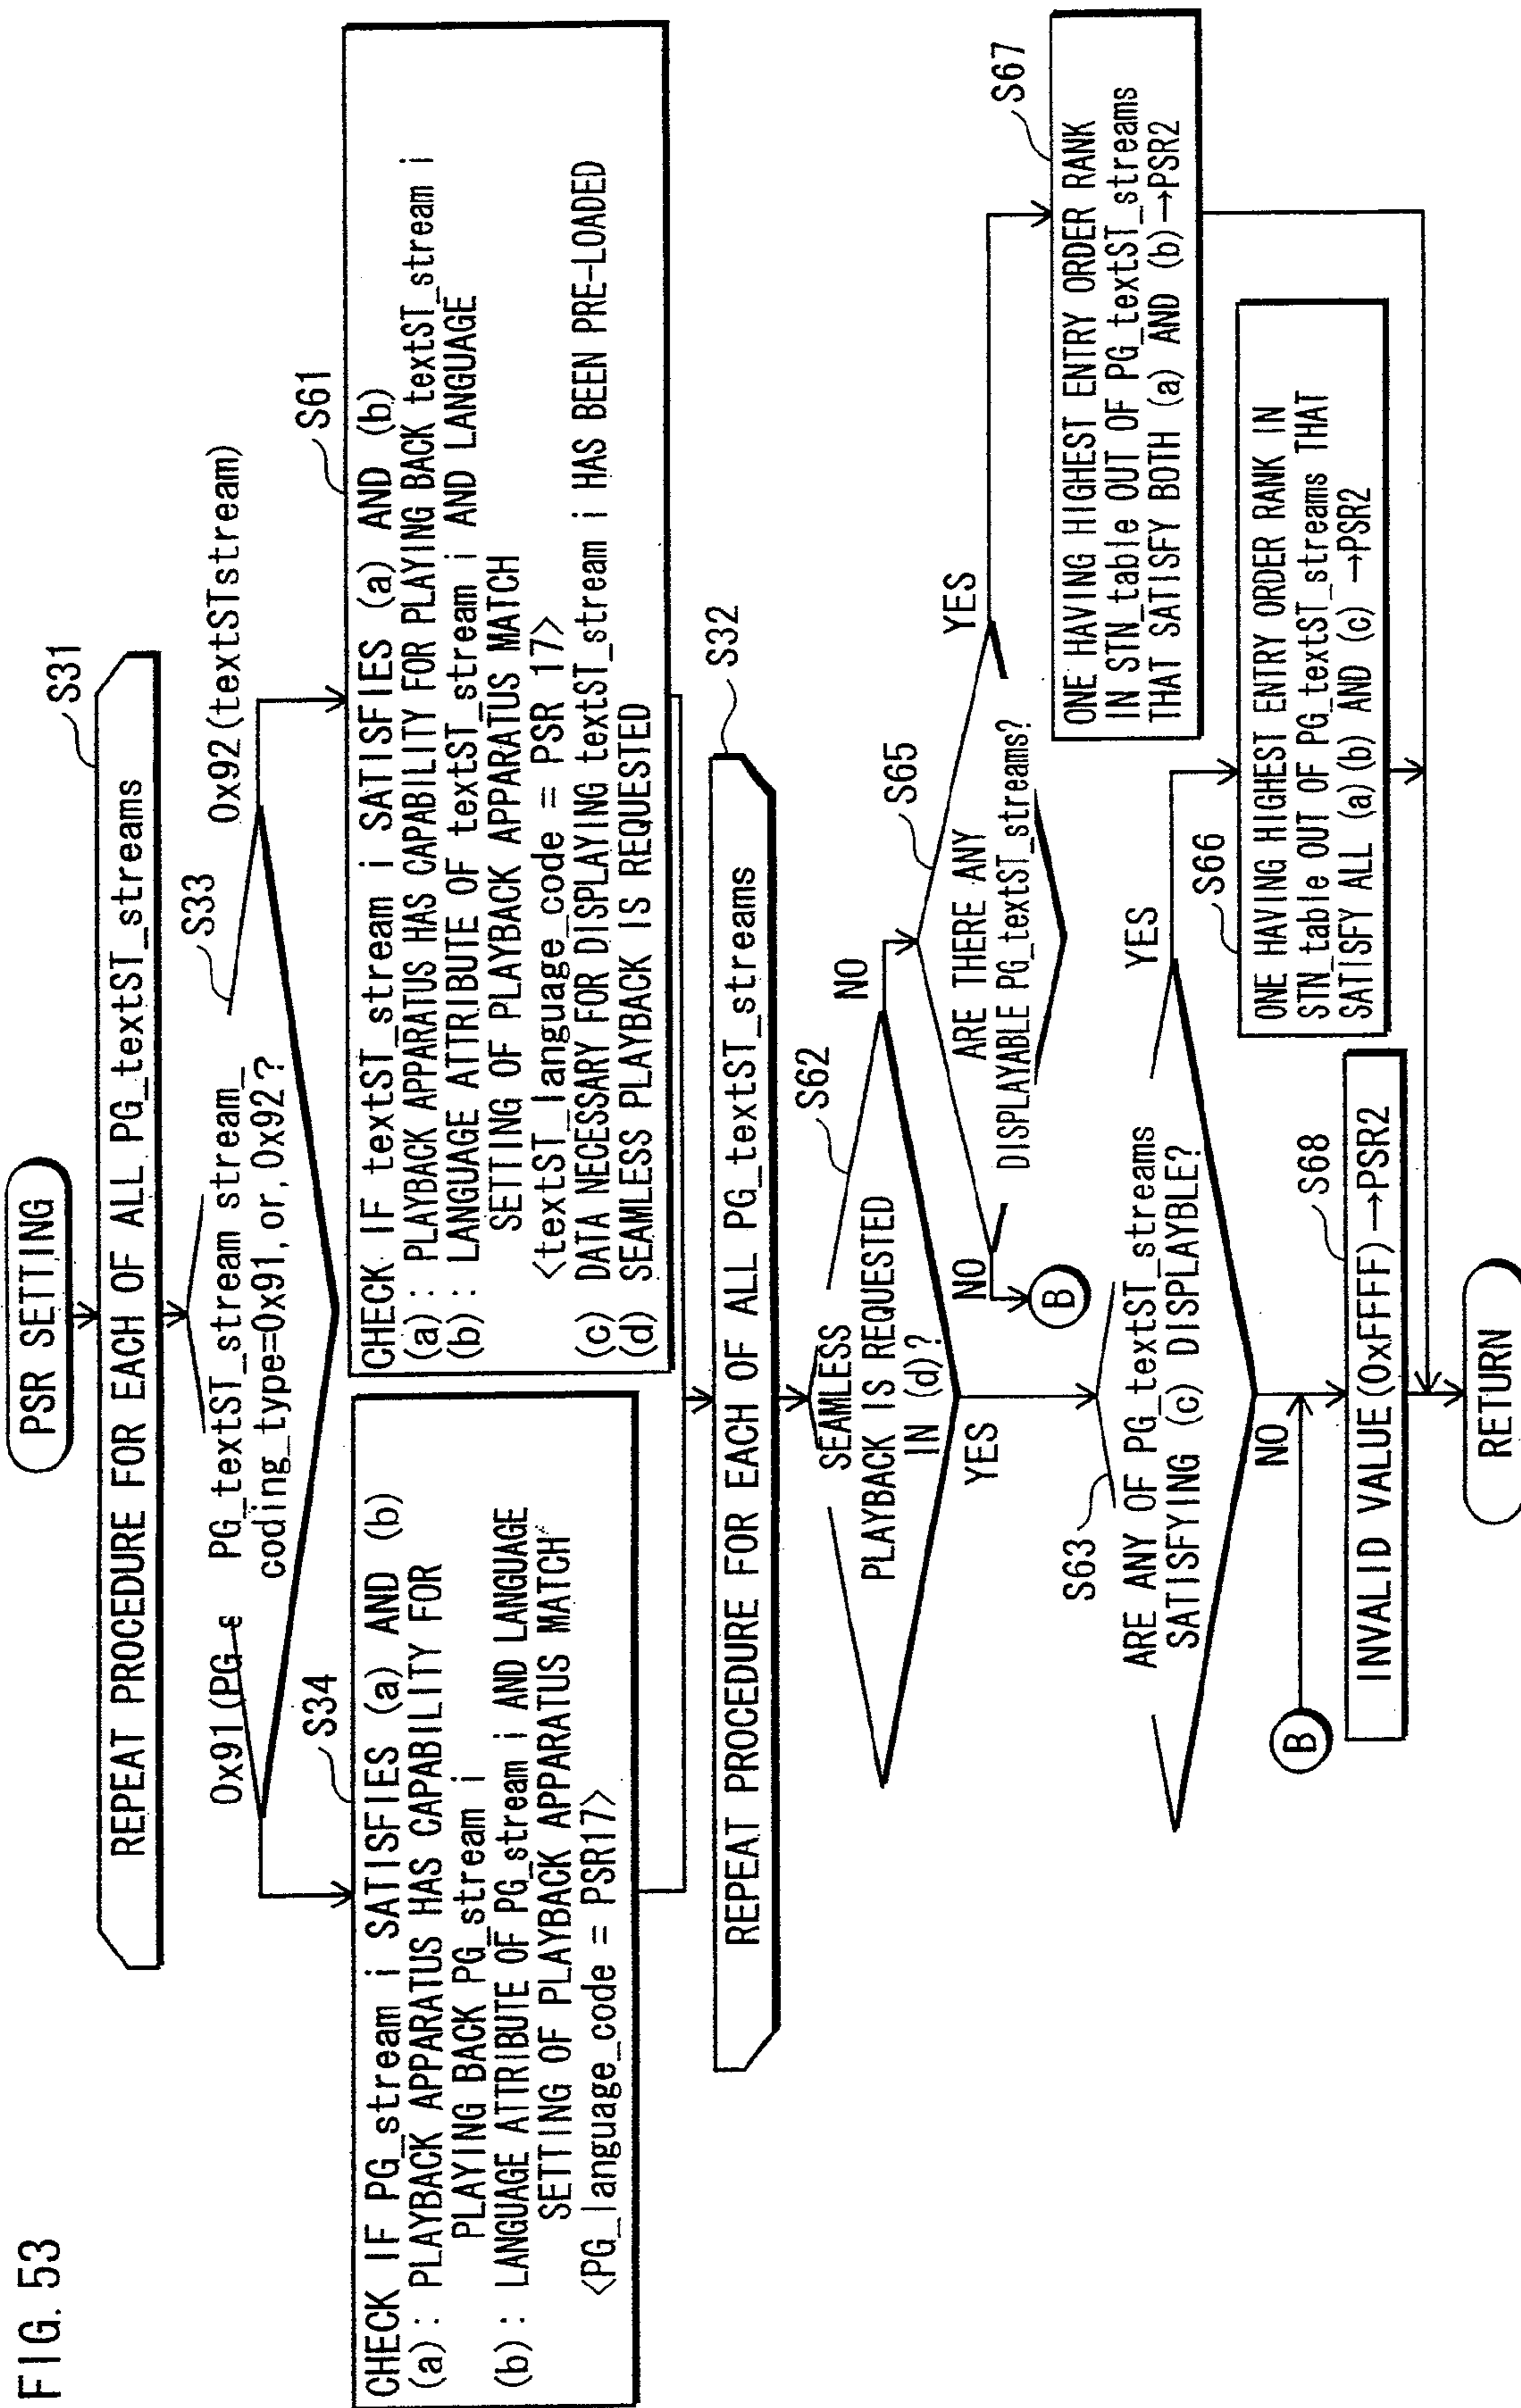 FIG. 53
PSR SETTING
S31
REPEAT PROCEDURE FOR EACH OF ALL PG_textST_streams
S33
PG_textST_stream stream_
coding_type=0x91, or, 0x92?
0x91(PG s
0x92(textSTstream)
S34
CHECK IF PG_stream i SATISFIES (a) AND (b)
(a): PLAYBACK APPARATUS HAS CAPABILITY FOR
PLAYING BACK PG_stream i
(b): LANGUAGE ATTRIBUTE OF PG_stream i AND LANGUAGE
SETTING OF PLAYBACK APPARATUS MATCH
<PG_language_code = PSR17>
S61
CHECK IF textST_stream i SATISFIES (a) AND (b)
(a): PLAYBACK APPARATUS HAS CAPABILITY FOR PLAYING BACK textST_stream i
(b): LANGUAGE ATTRIBUTE OF textST_stream i AND LANGUAGE
SETTING OF PLAYBACK APPARATUS MATCH
<textST_language_code = PSR 17>
(c) DATA NECESSARY FOR DISPLAYING textST_stream i HAS BEEN PRE-LOADED
(d) SEAMLESS PLAYBACK IS REQUESTED
S32
REPEAT PROCEDURE FOR EACH OF ALL PG_textST_streams
S62
SEAMLESS
PLAYBACK IS REQUESTED
IN (d)?
NO
YES
S65
ARE THERE ANY
DISPLAYABLE PG_textST_streams?
YES
NO
B
S67
ONE HAVING HIGHEST ENTRY ORDER RANK
IN STN_table OUT OF PG_textST_streams
THAT SATISFY BOTH (a) AND (b)→PSR2
S63
ARE ANY OF PG_textST_streams
SATISFYING (c) DISPLAYBLE?
YES
NO
S66
ONE HAVING HIGHEST ENTRY ORDER RANK IN
STN_table OUT OF PG_textST_streams THAT
SATISFY ALL (a)(b) AND (c) →PSR2
B
S68
INVALID VALUE(0xFFFF)→PSR2
RETURN